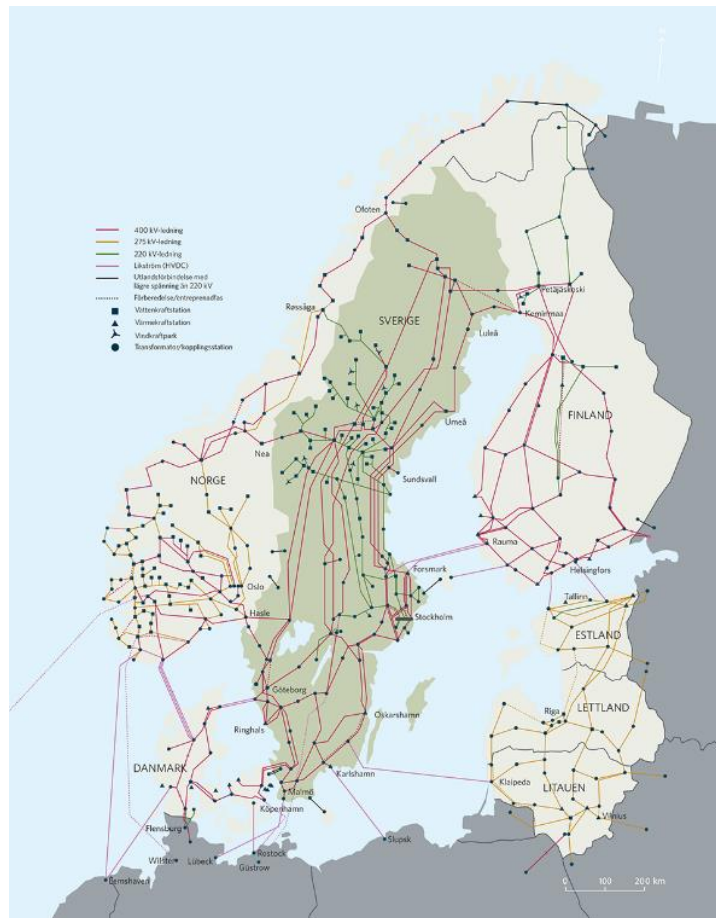 400 kV-ledning
275 kV-ledning
220 kV-ledning
Likström (HVDC)
Utlandsförbindelse med
lägre spänning än 220 kV
Förberedelse/entreprenadfas
Vattenkraftstation
Värmekraftstation
Vindkraftpark
Transformator/kopplingsstation
Ofoten
Røssåga
SVERIGE
Petäjäskoski
Keminmaa
Luleå
FINLAND
Umeå
Nea
NORGE
Sundsvall
Rauma
Forsmark
Helsingfors
Oslo
Tallinn
Hasle
Stockholm
ESTLAND
Göteborg
LETTLAND
Riga
Oskarshamn
Ringhals
DANMARK
Karlshamn
Klaipeda
LITAUEN
Malmö
Köpenhamn
Vilnius
Flensburg
Slupsk
Wilster
Lübeck
Rostock
Güstrow
Eemshaven
0 100 200 km